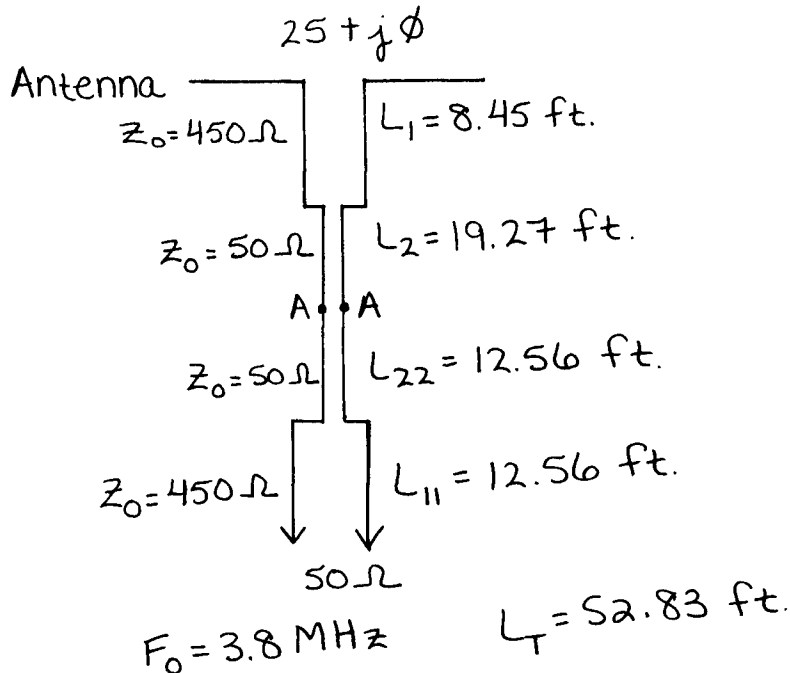 25 + jϕ
Antenna
Z₀=450Ω
L₁ = 8.45 ft.
Z₀=50Ω
L₂ = 19.27 ft.
A A
Z₀=50Ω
L₂₂ = 12.56 ft.
Z₀=450Ω
L₁₁ = 12.56 ft.
50Ω
F₀ = 3.8 MHz
L_T = 52.83 ft.